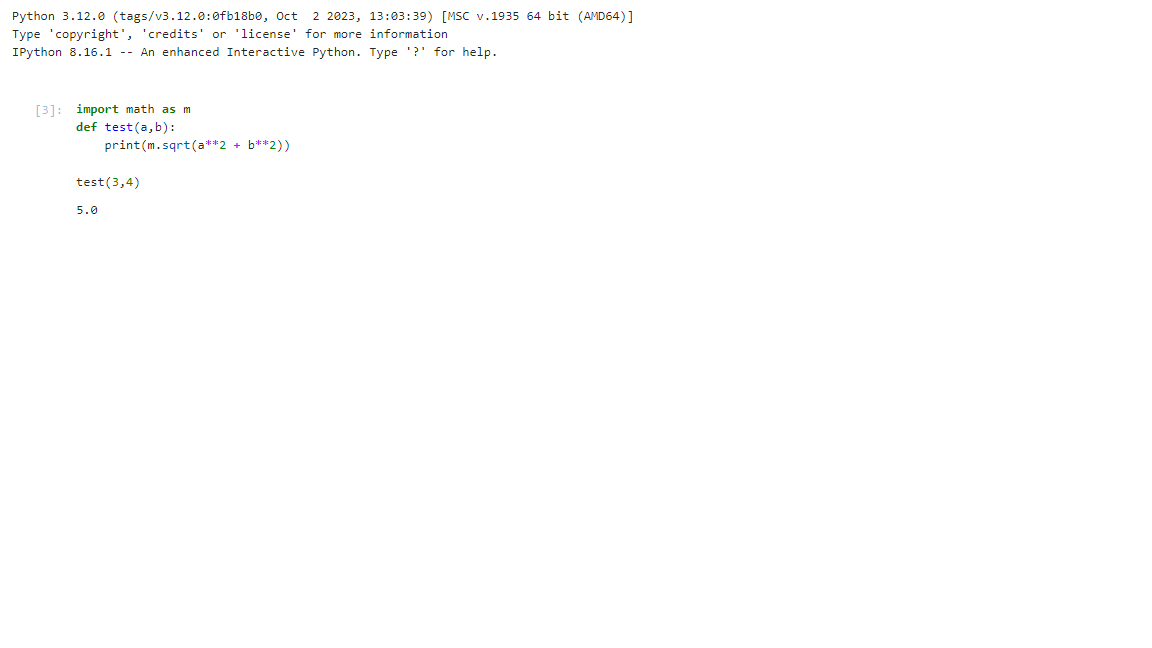 Python 3.12.0 (tags/v3.12.0:0fb18b0, Oct  2 2023, 13:03:39) [MSC v.1935 64 bit (AMD64)]
Type 'copyright', 'credits' or 'license' for more information
IPython 8.16.1 -- An enhanced Interactive Python. Type '?' for help.
[3]: import math as m
def test(a,b):
    print(m.sqrt(a**2 + b**2))
test(3,4)
5.0